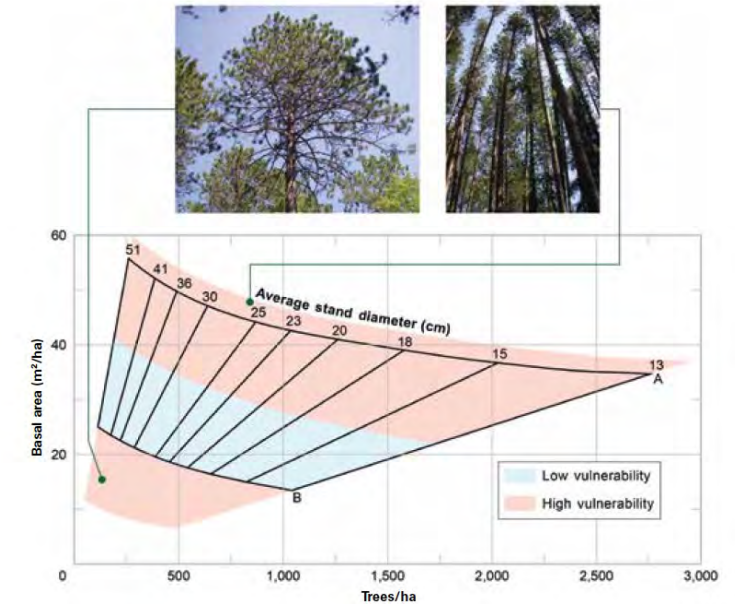 60
51
41
36
30
25
23
20
18
15
13
Average stand diameter (cm)
A
40
Basal area (m²/ha)
20
B
Low vulnerability
High vulnerability
0
500
1,000
1,500
2,000
2,500
3,000
Trees/ha